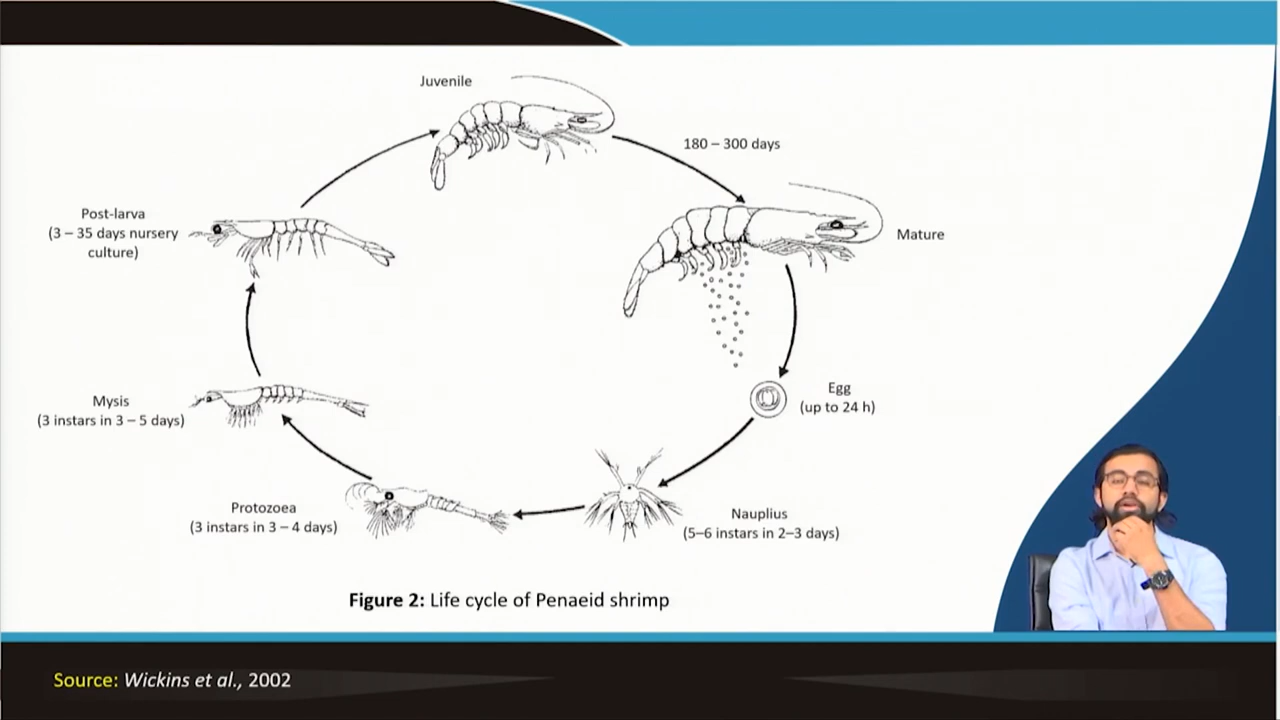 Juvenile
180 – 300 days
Post-larva
(3 – 35 days nursery
culture)
Mature
Mysis
(3 instars in 3 – 5 days)
Egg
(up to 24 h)
Protozoea
(3 instars in 3 – 4 days)
Nauplius
(5–6 instars in 2–3 days)
Figure 2: Life cycle of Penaeid shrimp
Source: Wickins et al., 2002